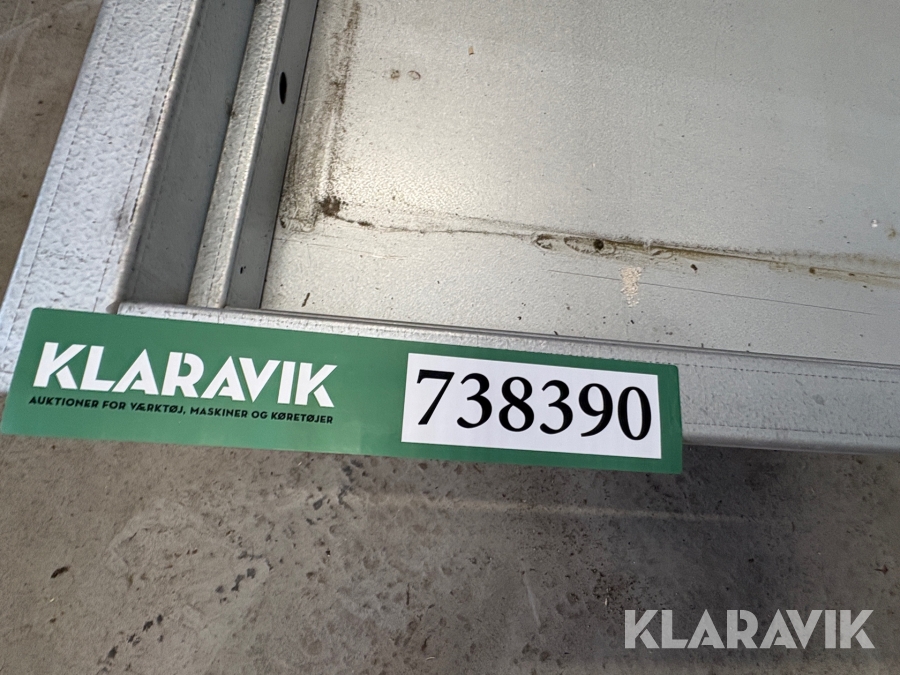 KLARAVIK
AUKTIONER FOR VÆRKTØJ, MASKINER OG KØRETØJER
738390
KLARAVIK